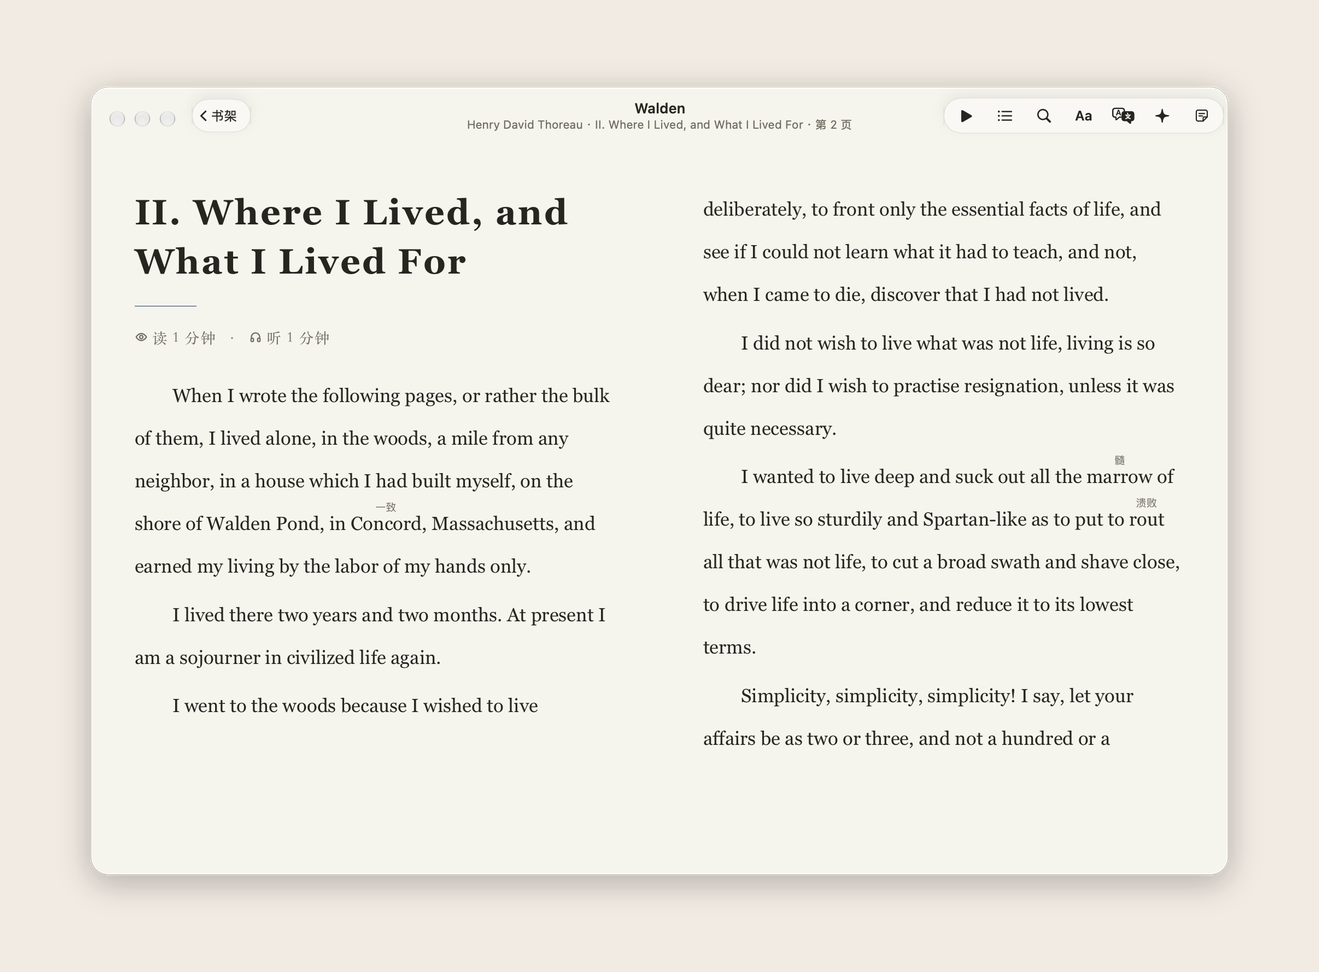 书架
Walden
Henry David Thoreau · II. Where I Lived, and What I Lived For · 第 2 页
Aa
A 文
II. Where I Lived, and
What I Lived For
读 1 分钟 · 听 1 分钟
When I wrote the following pages, or rather the bulk
of them, I lived alone, in the woods, a mile from any
neighbor, in a house which I had built myself, on the
一致
shore of Walden Pond, in Concord, Massachusetts, and
earned my living by the labor of my hands only.
I lived there two years and two months. At present I
am a sojourner in civilized life again.
I went to the woods because I wished to live
deliberately, to front only the essential facts of life, and
see if I could not learn what it had to teach, and not,
when I came to die, discover that I had not lived.
I did not wish to live what was not life, living is so
dear; nor did I wish to practise resignation, unless it was
quite necessary.
髓
I wanted to live deep and suck out all the marrow of
溃败
life, to live so sturdily and Spartan-like as to put to rout
all that was not life, to cut a broad swath and shave close,
to drive life into a corner, and reduce it to its lowest
terms.
Simplicity, simplicity, simplicity! I say, let your
affairs be as two or three, and not a hundred or a